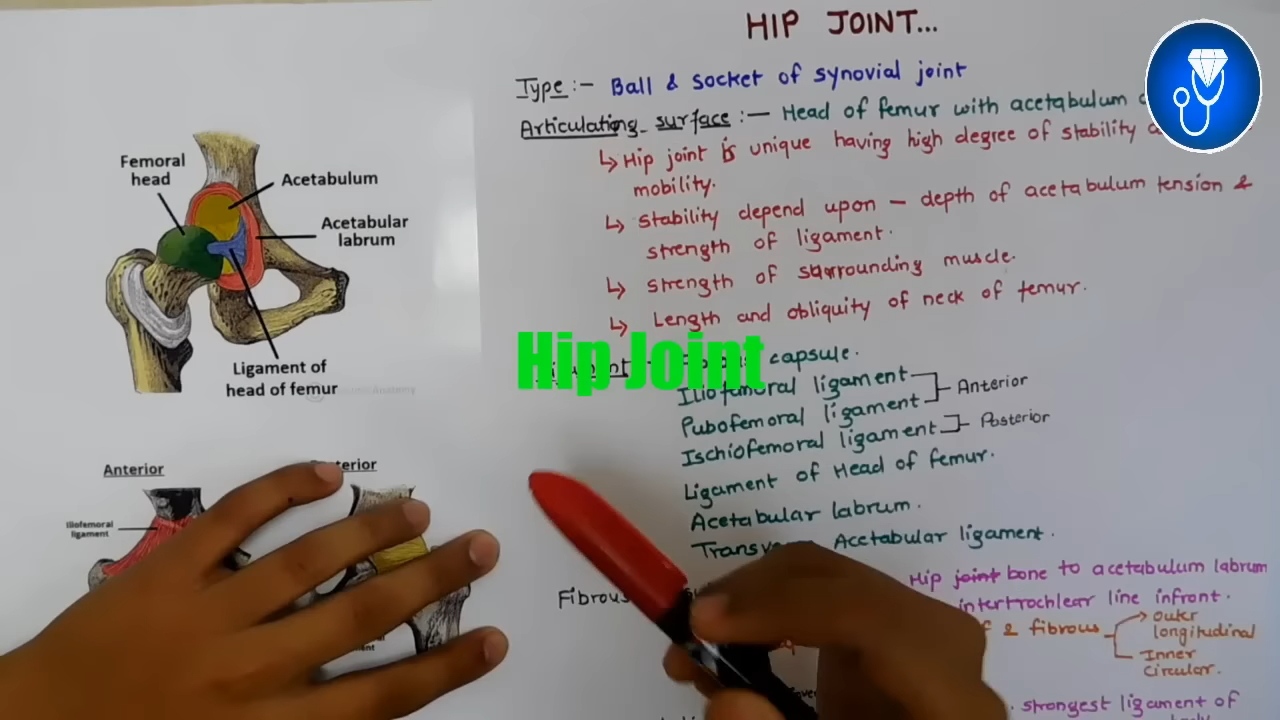 HIP JOINT...
Type :- Ball & socket of synovial joint
Articulating surface :- Head of femur with acetabulum
↳ Hip joint is unique having high degree of stability
mobility.
↳ stability depend upon - depth of acetabulum tension &
strength of ligament.
↳ strength of surrounding muscle.
↳ Length and obliquity of neck of femur.
capsule.
Hip Joint
Iliofemoral ligament
Pubofemoral ligament
Anterior
Ischiofemoral ligament
Posterior
Ligament of Head of femur.
Acetabular labrum.
Acetabular ligament.
Fibrous
Hip joint bone to acetabulum labrum
intertrochlear line infront.
& fibrous
outer
longitudinal
Inner
circular.
strongest ligament of
Femoral
head
Acetabulum
Acetabular
labrum
Ligament of
head of femur
Anterior
Iliofemoral
ligament